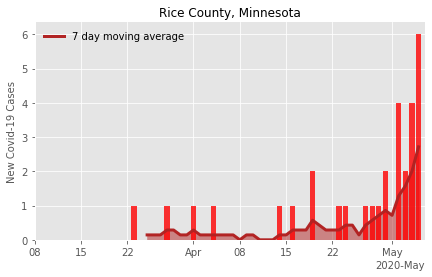 Rice County, Minnesota
7 day moving average
New Covid-19 Cases
6
5
4
3
2
1
0
08 15 22 Apr 08 15 22 May
2020-May